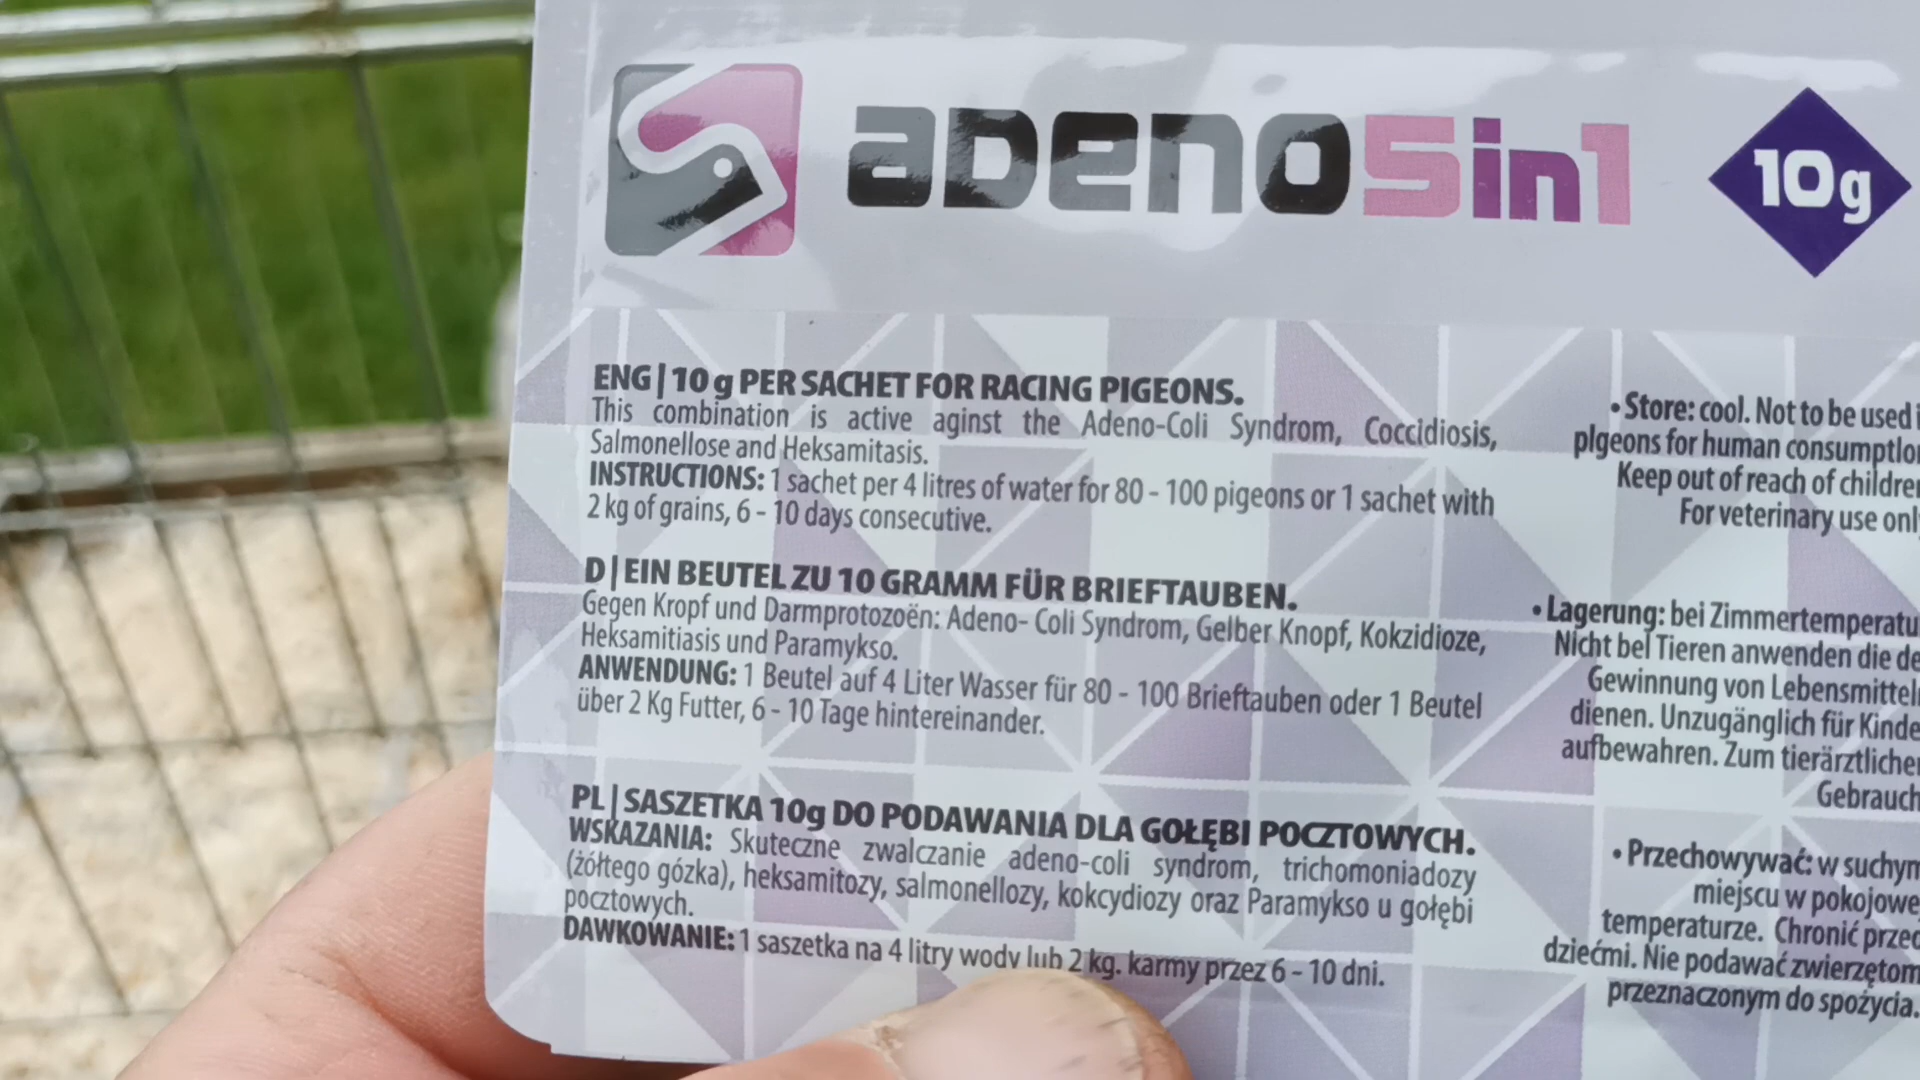 aDeno5in1
10g
ENG | 10 g PER SACHET FOR RACING PIGEONS.
This combination is active aginst the Adeno-Coli Syndrom, Coccidiosis,
Salmonellose and Heksamitasis.
INSTRUCTIONS: 1 sachet per 4 litres of water for 80 - 100 pigeons or 1 sachet with
2 kg of grains, 6 - 10 days consecutive.
• Store: cool. Not to be used
pigeons for human consumption
Keep out of reach of children
For veterinary use only
D | EIN BEUTEL ZU 10 GRAMM FÜR BRIEFTAUBEN.
Gegen Kropf und Darmprotozoën: Adeno- Coli Syndrom, Gelber Knopf, Kokzidioze,
Heksamitiasis und Paramykso.
ANWENDUNG: 1 Beutel auf 4 Liter Wasser für 80 - 100 Brieftauben oder 1 Beutel
über 2 Kg Futter, 6 - 10 Tage hintereinander.
• Lagerung: bei Zimmertemperatu
Nicht bei Tieren anwenden die de
Gewinnung von Lebensmittel
dienen. Unzugänglich für Kinde
aufbewahren. Zum tierärztliche
Gebrauch
PL | SASZETKA 10g DO PODAWANIA DLA GOŁĘBI POCZTOWYCH.
WSKAZANIA: Skuteczne zwalczanie adeno-coli syndrom, trichomoniadozy
(żółtego gózka), heksamitozy, salmonellozy, kokcydiozy oraz Paramykso u gołębi
pocztowych.
DAWKOWANIE: 1 saszetka na 4 litry wody lub 2 kg. karmy przez 6 - 10 dni.
• Przechowywać: w suchym
miejscu w pokojowe
temperaturze. Chronić przed
dziećmi. Nie podawać zwierzętom
przeznaczonym do spożycia.